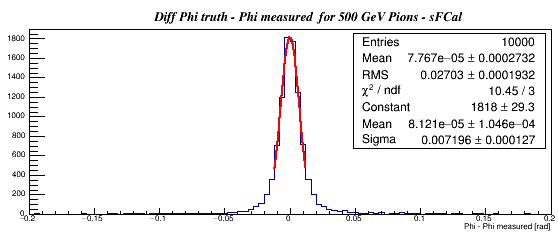 Diff Phi truth - Phi measured for 500 GeV Pions - sFCal
Entries 10000
Mean 7.767e-05 ± 0.0002732
RMS 0.02703 ± 0.0001932
χ² / ndf 10.45 / 3
Constant 1818 ± 29.3
Mean 8.121e-05 ± 1.046e-04
Sigma 0.007196 ± 0.000127
1800
1600
1400
1200
1000
800
600
400
200
0
-0.2 -0.15 -0.1 -0.05 0 0.05 0.1 0.15 0.2
Phi - Phi measured [rad]